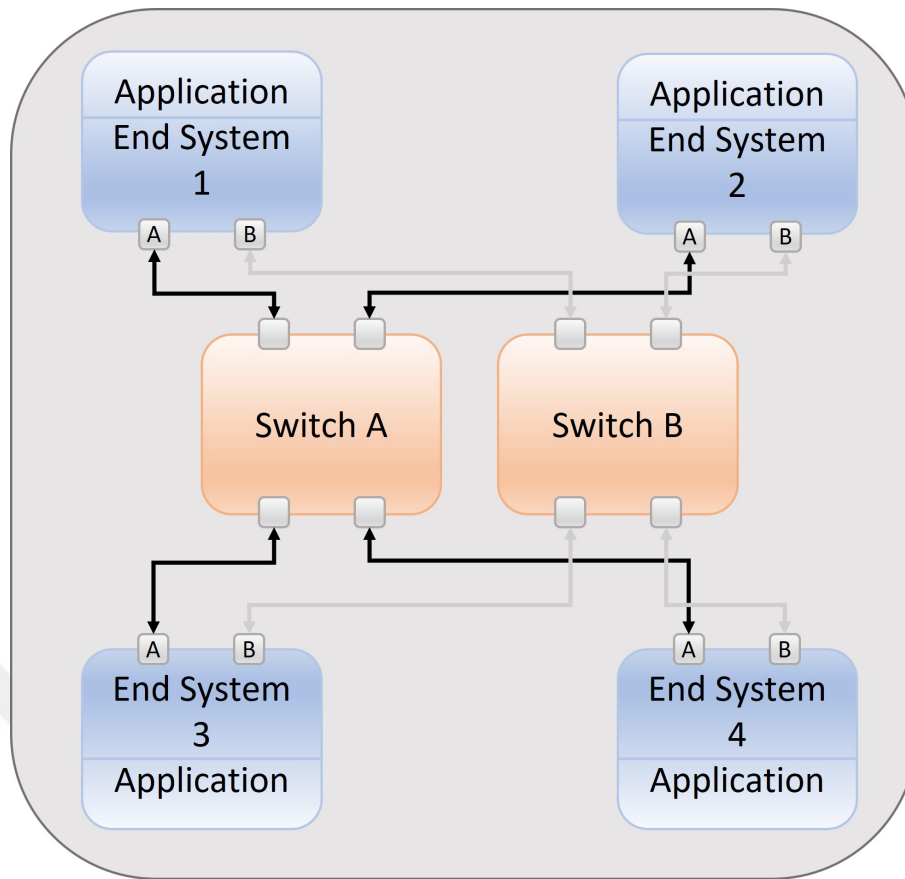 Application
End System
1
A
B
Application
End System
2
A
B
Switch A
Switch B
A
B
End System
3
Application
A
B
End System
4
Application